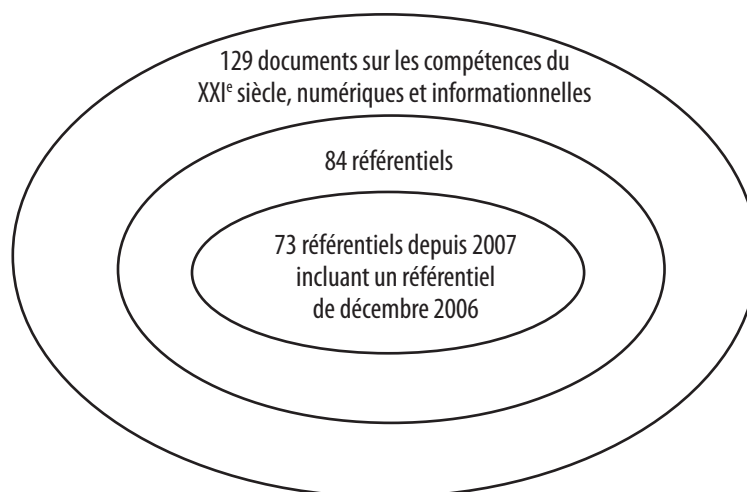 129 documents sur les compétences du
XXIᵉ siècle, numériques et informationnelles
84 référentiels
73 référentiels depuis 2007
incluant un référentiel
de décembre 2006